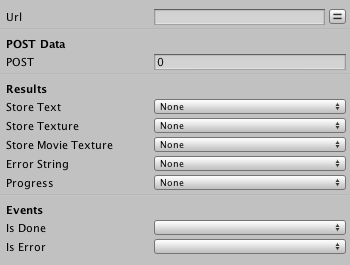 Url =
POST Data
POST 0
Results
Store Text None
Store Texture None
Store Movie Texture None
Error String None
Progress None
Events
Is Done
Is Error